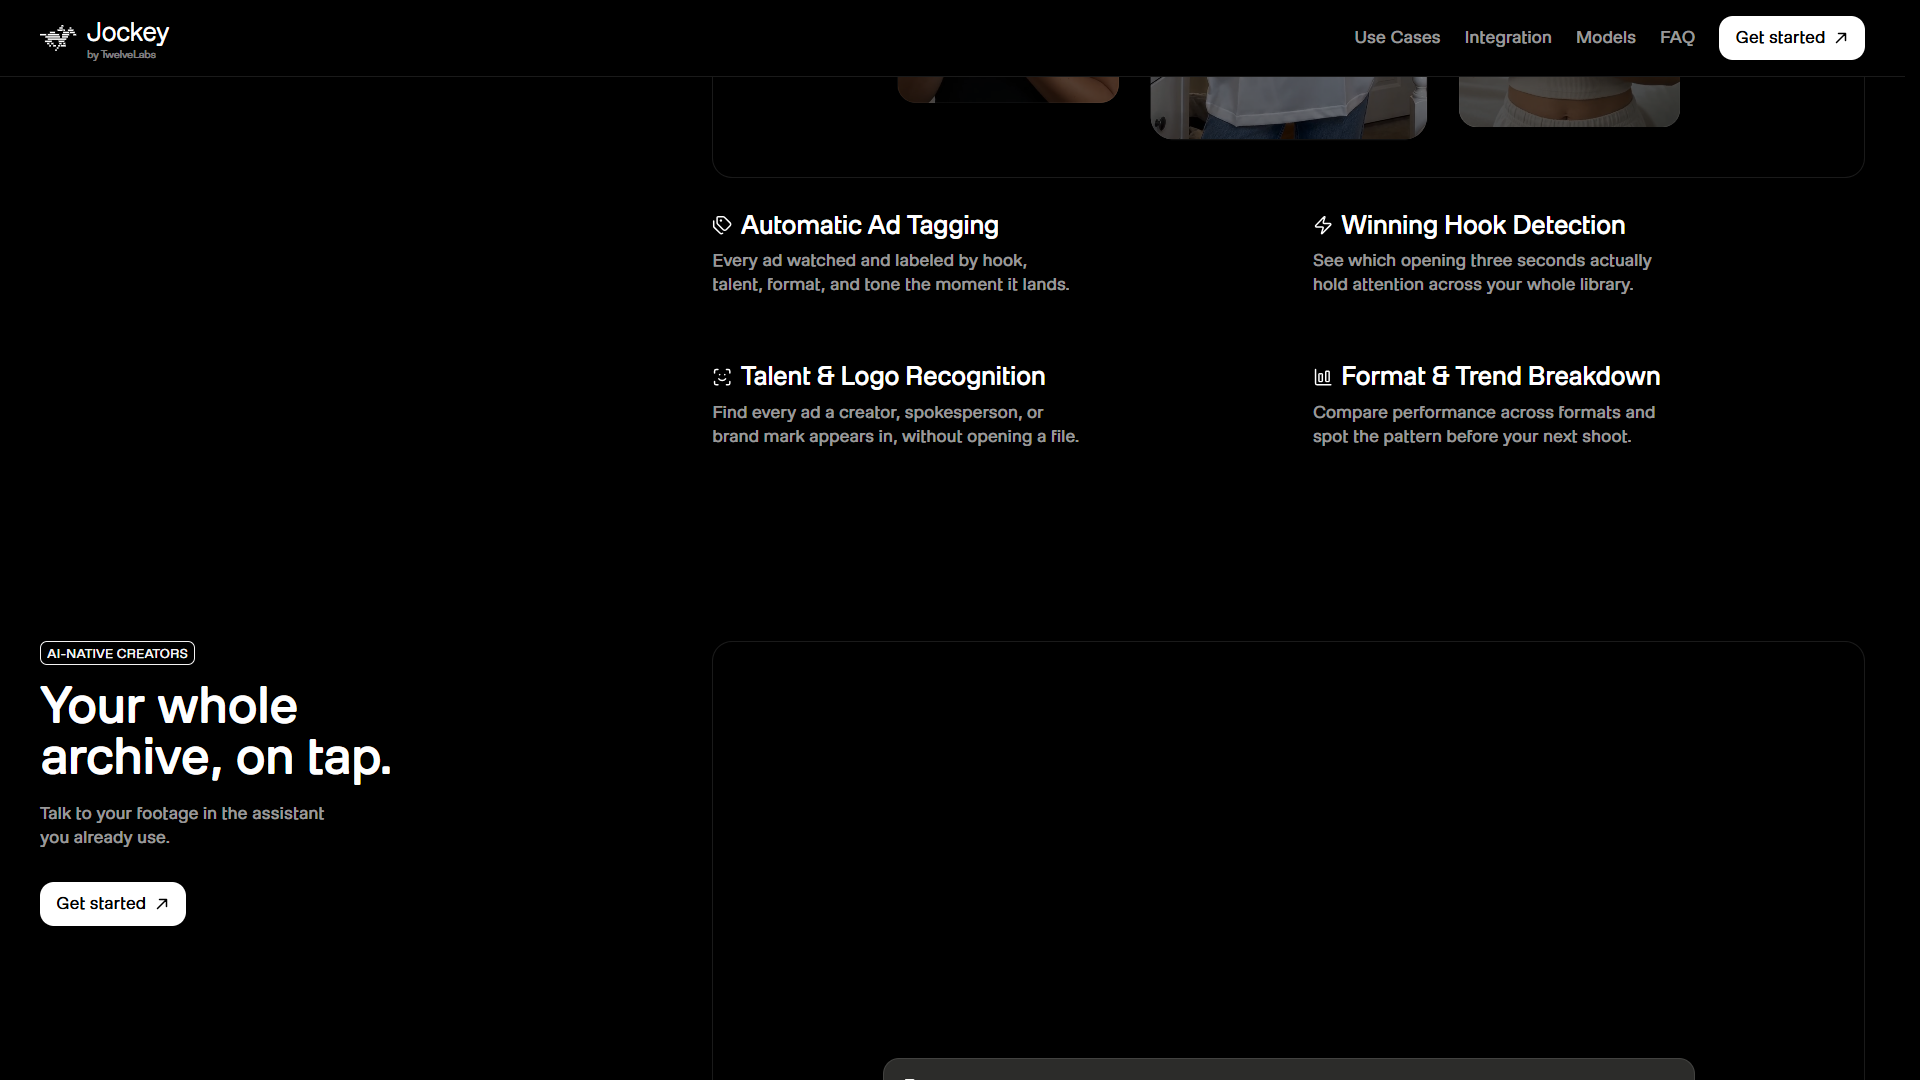 Jockey
by TwelveLabs
Use Cases
Integration
Models
FAQ
Get started
Automatic Ad Tagging
Every ad watched and labeled by hook,
talent, format, and tone the moment it lands.
Winning Hook Detection
See which opening three seconds actually
hold attention across your whole library.
Talent & Logo Recognition
Find every ad a creator, spokesperson, or
brand mark appears in, without opening a file.
Format & Trend Breakdown
Compare performance across formats and
spot the pattern before your next shoot.
AI-NATIVE CREATORS
Your whole
archive, on tap.
Talk to your footage in the assistant
you already use.
Get started